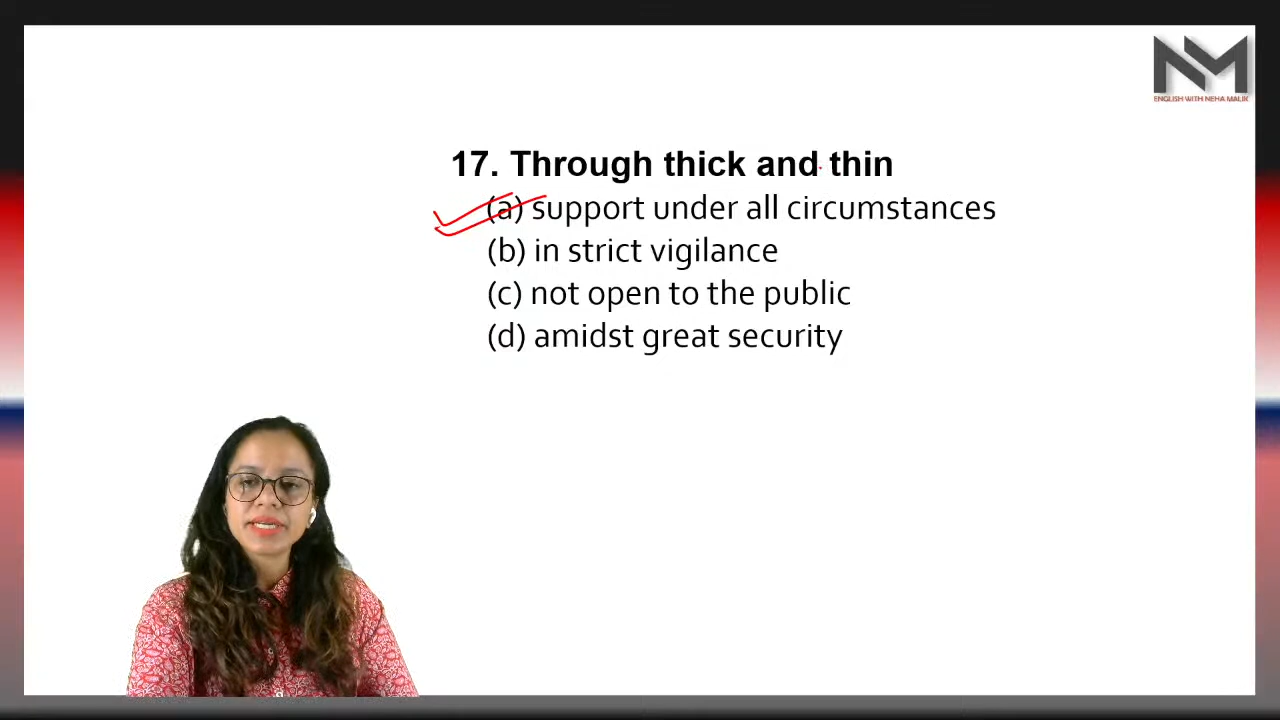 NM
ENGLISH WITH NEHA MALIK
17. Through thick and thin
(a) support under all circumstances
(b) in strict vigilance
(c) not open to the public
(d) amidst great security